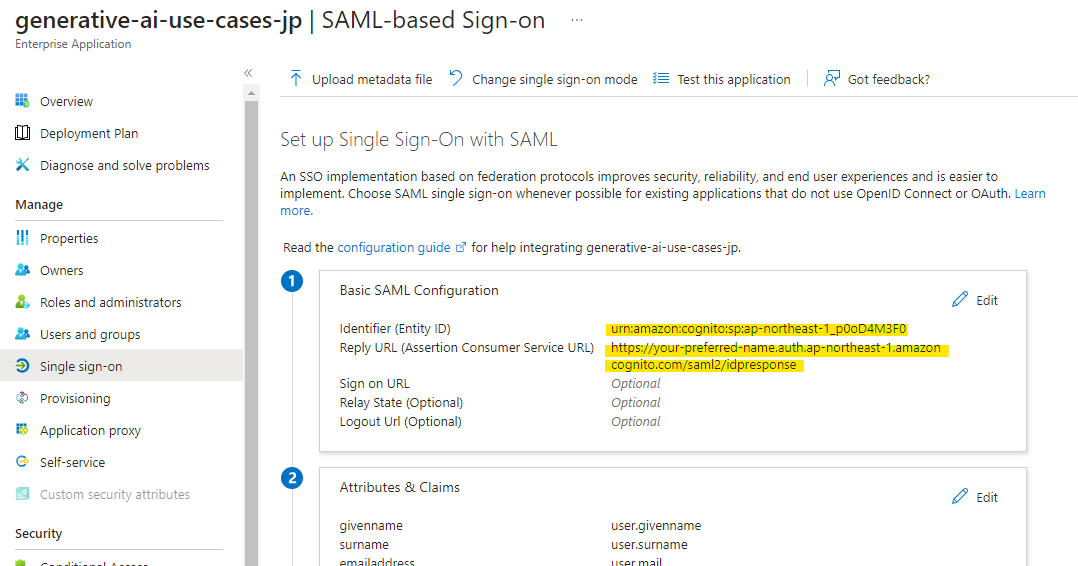 generative-ai-use-cases-jp | SAML-based Sign-on ...
Enterprise Application
Overview
Deployment Plan
Diagnose and solve problems
Manage
Properties
Owners
Roles and administrators
Users and groups
Single sign-on
Provisioning
Application proxy
Self-service
Custom security attributes
Security
Conditional Access
Upload metadata file Change single sign-on mode Test this application Got feedback?
Set up Single Sign-On with SAML
An SSO implementation based on federation protocols improves security, reliability, and end user experiences and is easier to
implement. Choose SAML single sign-on whenever possible for existing applications that do not use OpenID Connect or OAuth. Learn
more.
Read the configuration guide for help integrating generative-ai-use-cases-jp.
1
Basic SAML Configuration
Edit
Identifier (Entity ID) urn:amazon:cognito:sp:ap-northeast-1_p0oD4M3F0
Reply URL (Assertion Consumer Service URL) https://your-preferred-name.auth.ap-northeast-1.amazon
cognito.com/saml2/idpresponse
Sign on URL Optional
Relay State (Optional) Optional
Logout Url (Optional) Optional
2
Attributes & Claims
Edit
givenname user.givenname
surname user.surname
emailaddress user.mail